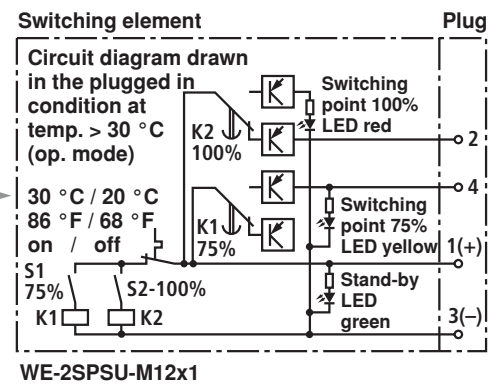 Switching element
Plug
Circuit diagram drawn
in the plugged in
condition at
temp. > 30 °C
(op. mode)
Switching
point 100%
LED red
K2
100%
2
4
30 °C / 20 °C
86 °F / 68 °F
on / off
K1
75%
Switching
point 75%
LED yellow
1(+)
S1
75%
S2-100%
K1
K2
Stand-by
LED
green
3(–)
WE-2SPSU-M12x1